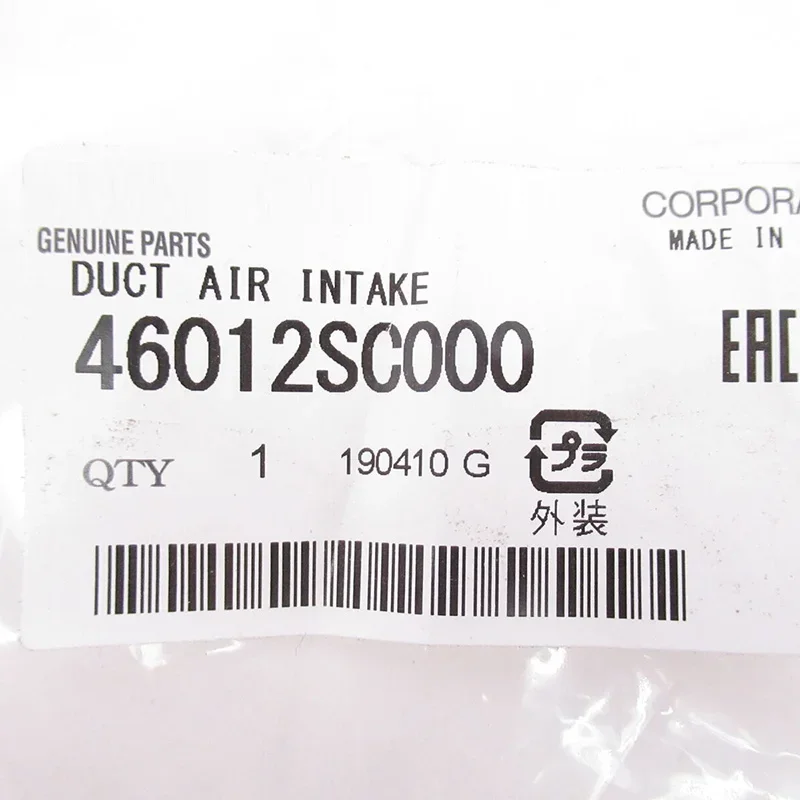 CORPORA
GENUINE PARTS
MADE IN
DUCT AIR INTAKE
46012SC000
EAC
QTY 1 190410 G
プラ
外装